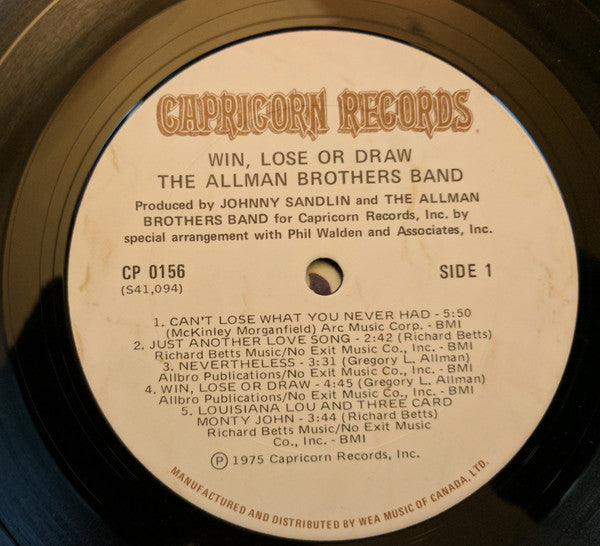 CAPRICORN RECORDS
WIN, LOSE OR DRAW
THE ALLMAN BROTHERS BAND
Produced by JOHNNY SANDLIN and THE ALLMAN
BROTHERS BAND for Capricorn Records, Inc. by
special arrangement with Phil Walden and Associates, Inc.
CP 0156
(S41,094)
SIDE 1
1. CAN'T LOSE WHAT YOU NEVER HAD - 5:50
(McKinley Morganfield) Arc Music Corp. - BMI
2. JUST ANOTHER LOVE SONG - 2:42 (Richard Betts)
Richard Betts Music/No Exit Music Co., Inc. - BMI
3. NEVERTHELESS - 3:31 (Gregory L. Allman)
Allbro Publications/No Exit Music Co., Inc. - BMI
4. WIN, LOSE OR DRAW - 4:45 (Gregory L. Allman)
Allbro Publications/No Exit Music Co., Inc. - BMI
5. LOUISIANA LOU AND THREE CARD
MONTY JOHN - 3:44 (Richard Betts)
Richard Betts Music/No Exit Music
Co., Inc. - BMI
Ⓟ 1975 Capricorn Records, Inc.
MANUFACTURED AND DISTRIBUTED BY WEA MUSIC OF CANADA, LTD.